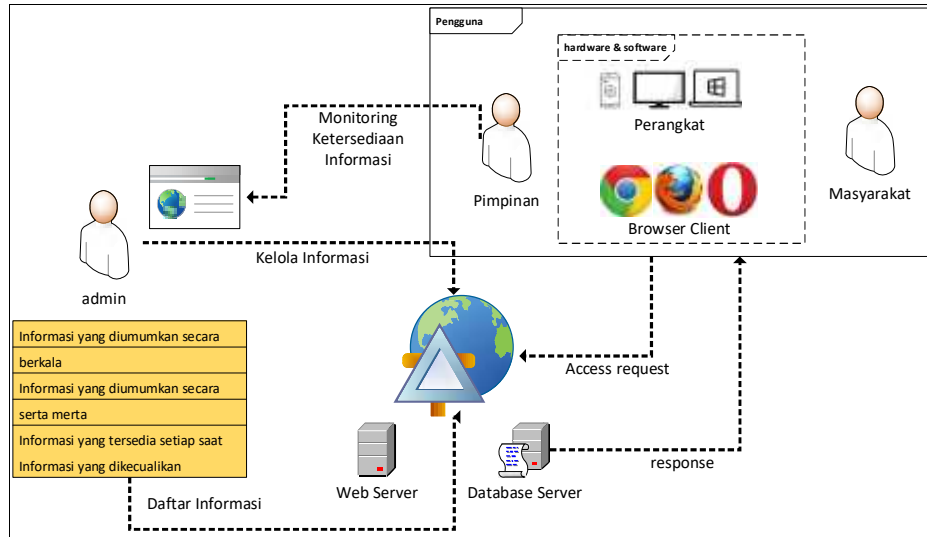 Pengguna
hardware & software
Perangkat
Browser Client
Pimpinan
Masyarakat
Monitoring
Ketersediaan
Informasi
admin
Kelola Informasi
Informasi yang diumumkan secara
berkala
Informasi yang diumumkan secara
serta merta
Informasi yang tersedia setiap saat
Informasi yang dikecualikan
Access request
Web Server
Database Server
response
Daftar Informasi